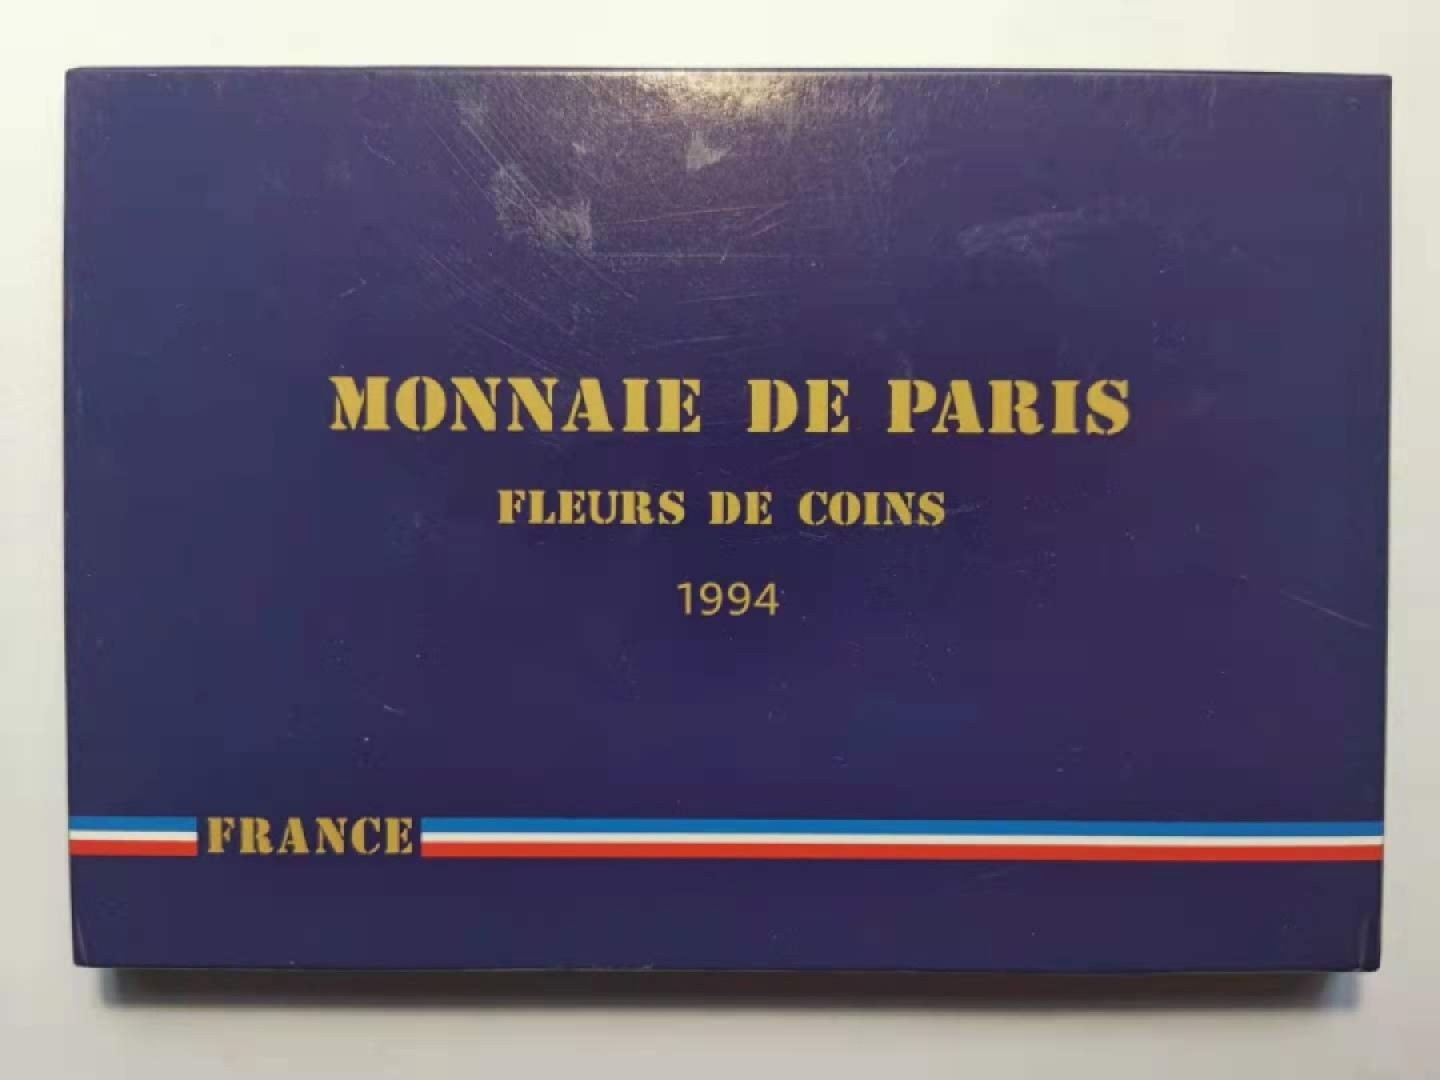 MONNAIE DE PARIS
FLEURS DE COINS
1994
FRANCE